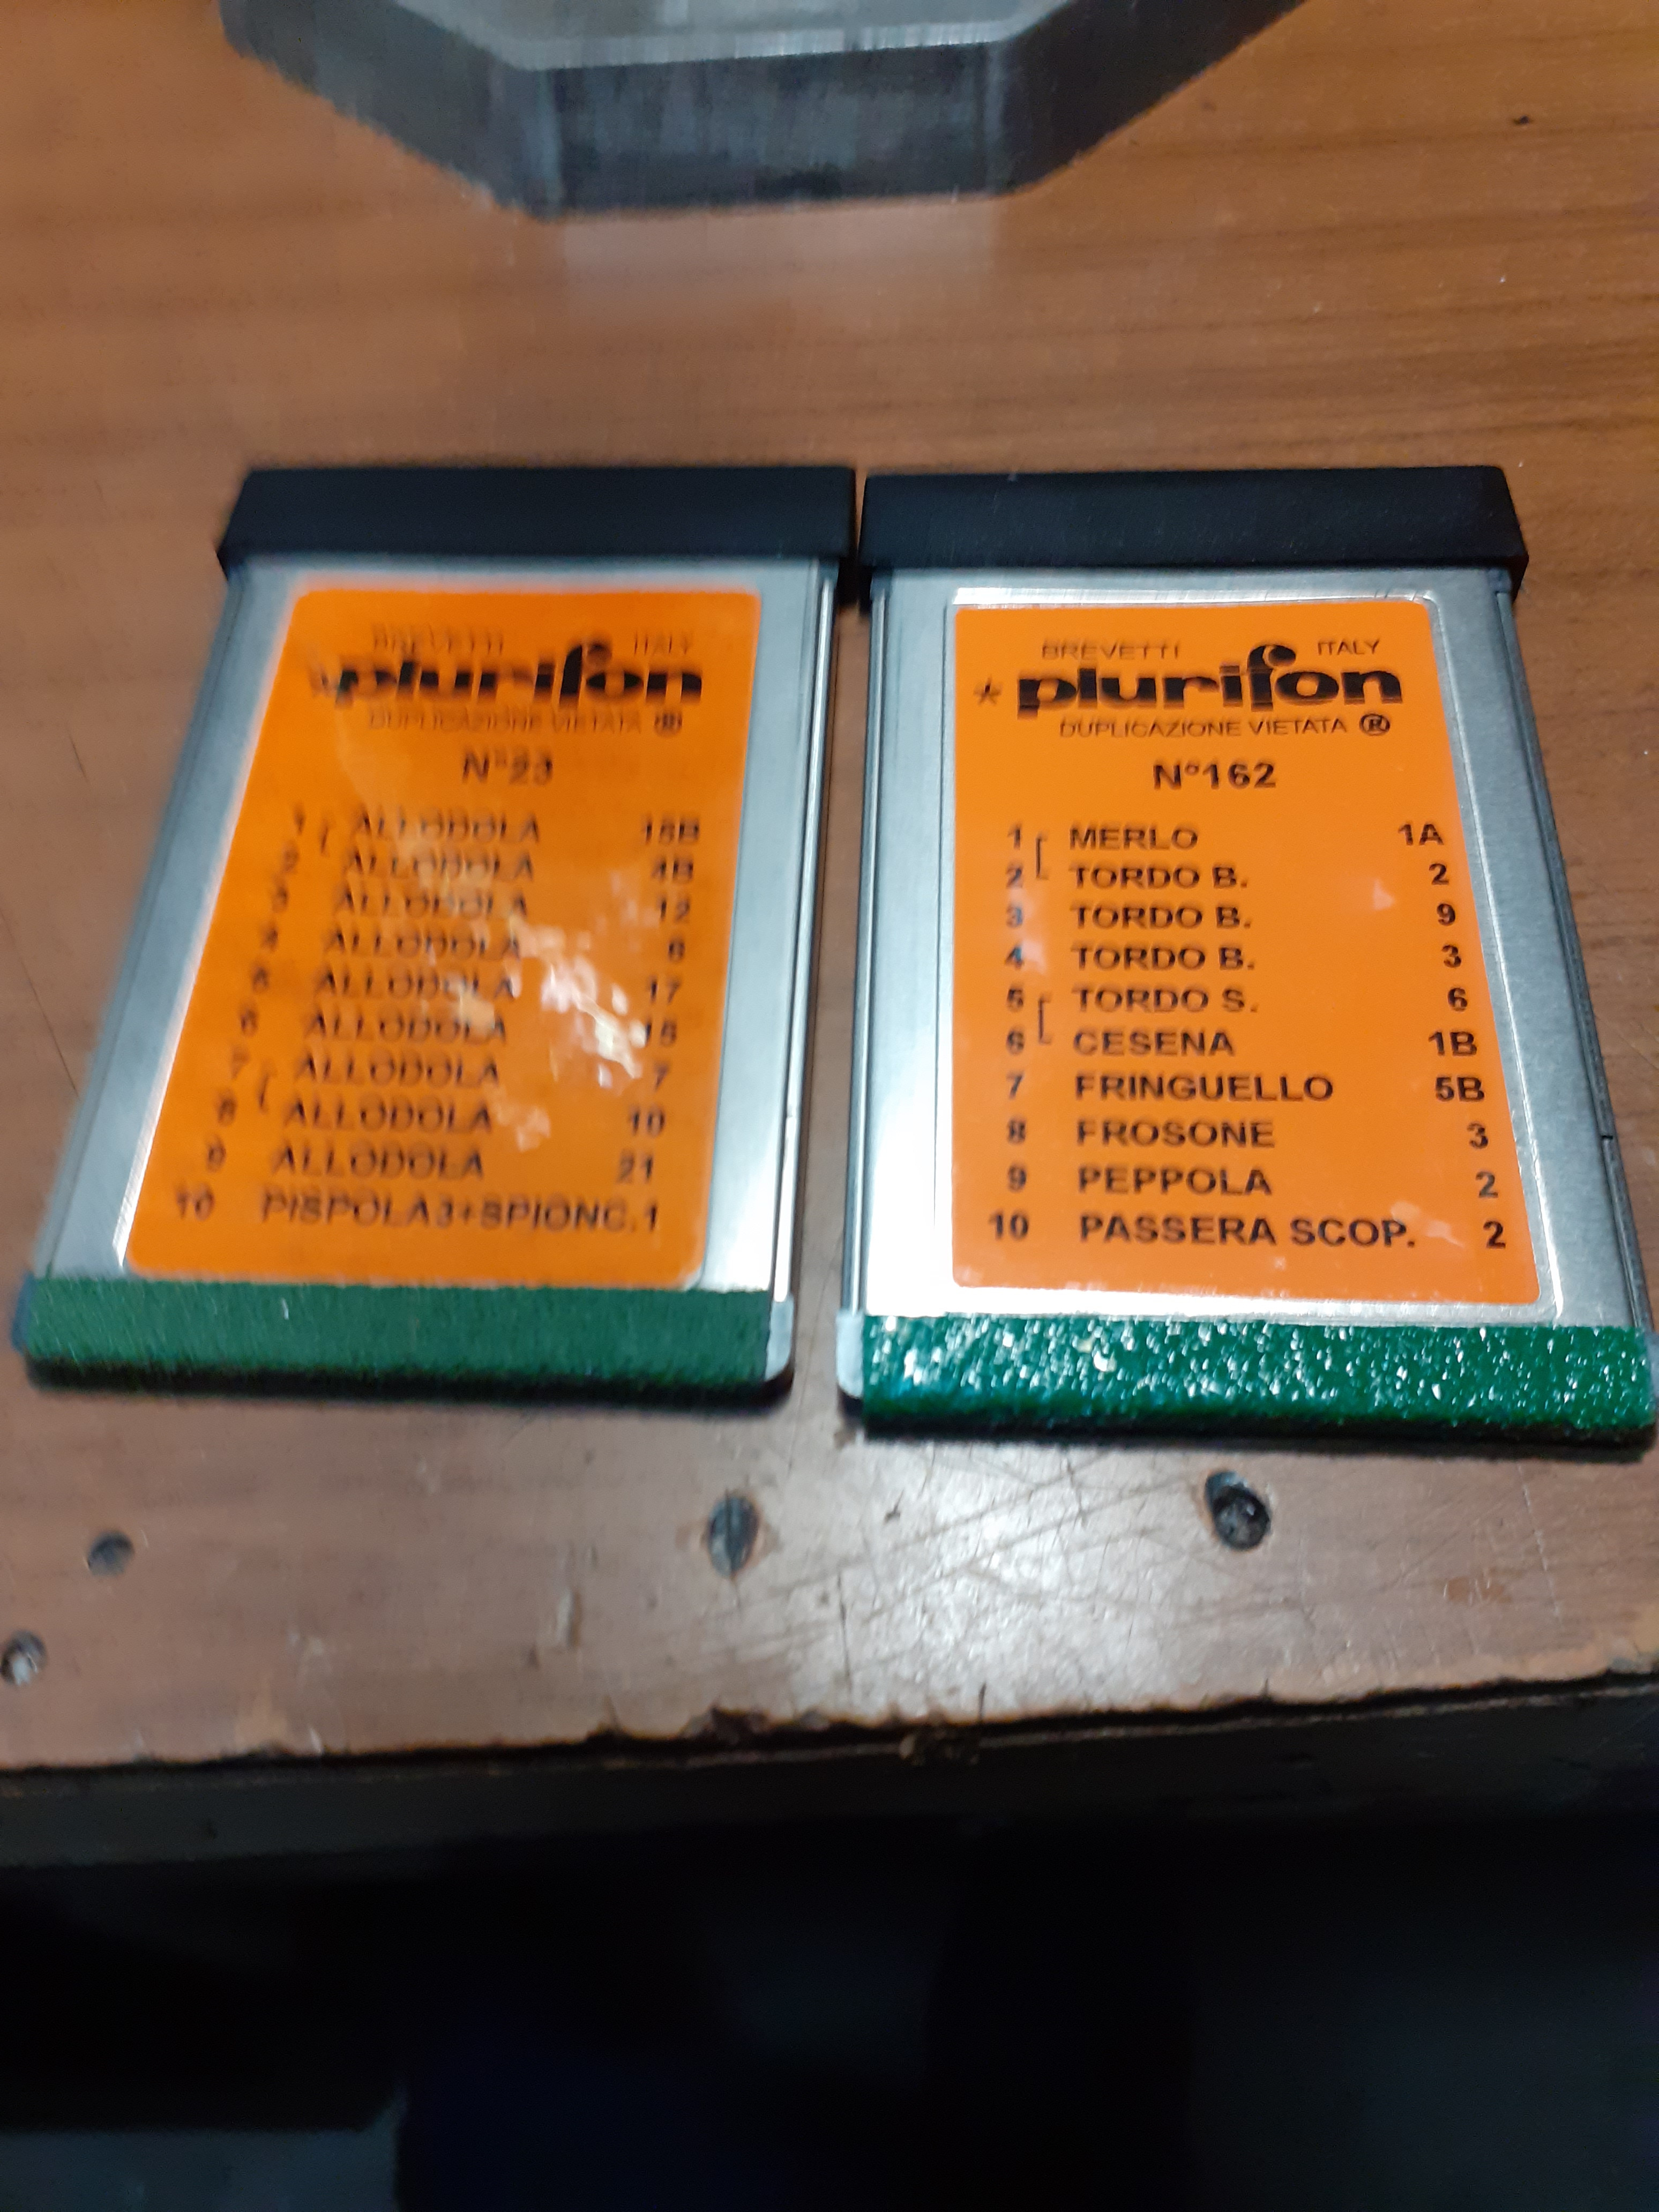 BREVETTI ITALY
plurifon
DUPLICAZIONE VIETATA ®
N°23
1 ALLODOLA 15B
2 ALLODOLA 4B
3 ALLODOLA 12
4 ALLODOLA 6
5 ALLODOLA 17
6 ALLODOLA 15
7 ALLODOLA 7
8 ALLODOLA 10
9 ALLODOLA 21
10 PISPOLA3+SPIONC.1
BREVETTI ITALY
* plurifon
DUPLICAZIONE VIETATA ®
N°162
1 MERLO 1A
2 TORDO B. 2
3 TORDO B. 9
4 TORDO B. 3
5 TORDO S. 6
6 CESENA 1B
7 FRINGUELLO 5B
8 FROSONE 3
9 PEPPOLA 2
10 PASSERA SCOP. 2